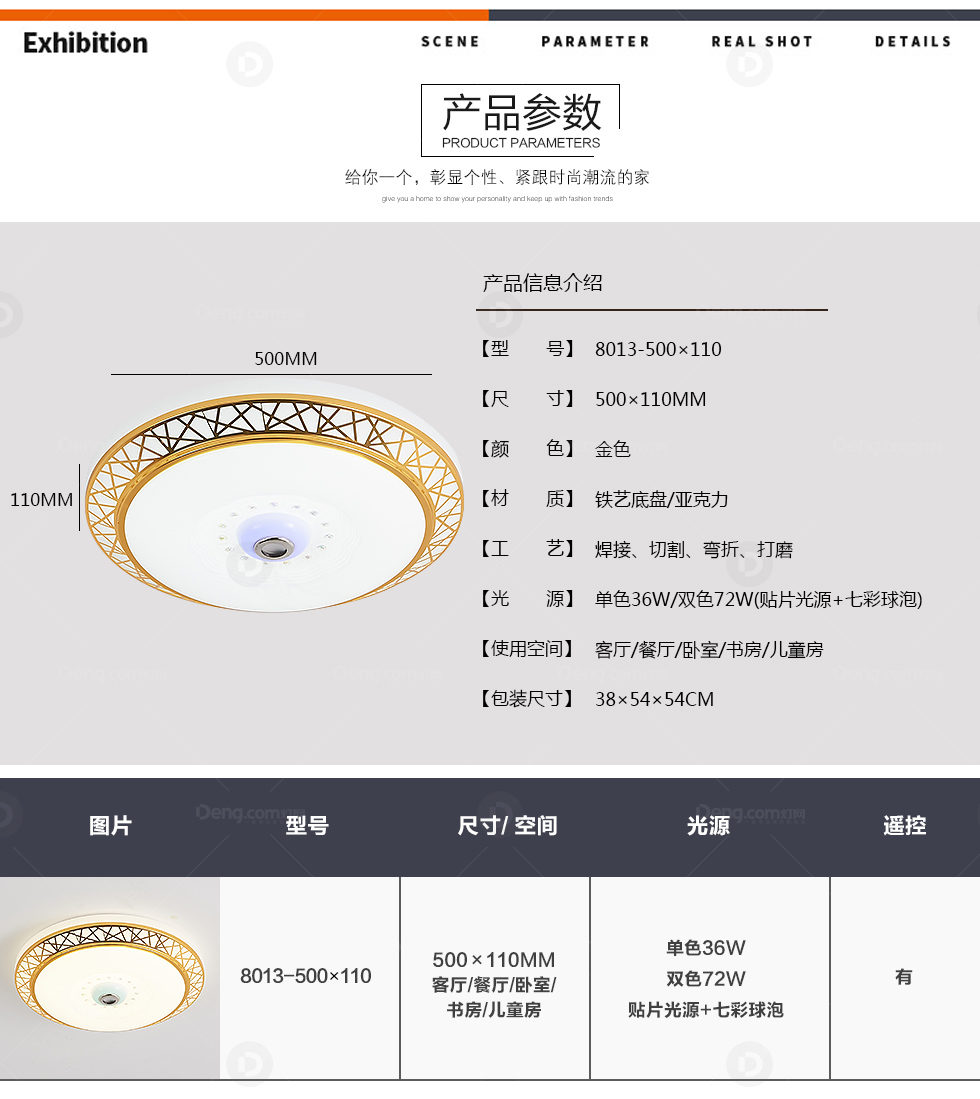 Exhibition
SCENE PARAMETER REAL SHOT DETAILS
产品参数
PRODUCT PARAMETERS
给你一个，彰显个性、紧跟时尚潮流的家
give you a home to show your personality and keep up with fashion trends
产品信息介绍
500MM
110MM
【型 号】 8013-500×110
【尺 寸】 500×110MM
【颜 色】 金色
【材 质】 铁艺底盘/亚克力
【工 艺】 焊接、切割、弯折、打磨
【光 源】 单色36W/双色72W(贴片光源+七彩球泡)
【使用空间】 客厅/餐厅/卧室/书房/儿童房
【包装尺寸】 38×54×54CM
图片 型号 尺寸/ 空间 光源 遥控
8013-500×110
500×110MM
客厅/餐厅/卧室/
书房/儿童房
单色36W
双色72W
贴片光源+七彩球泡
有
Deng.com灯网